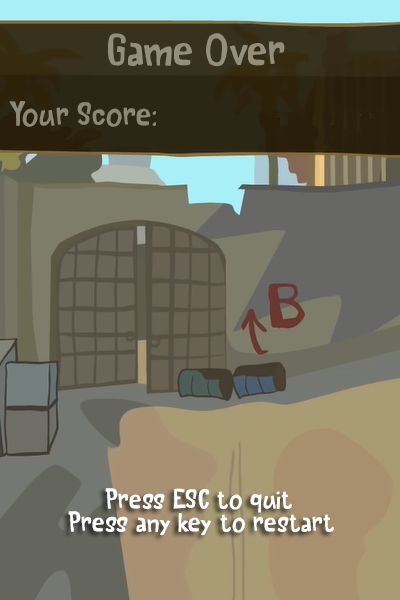 Game Over
Your Score:
B
Press ESC to quit
Press any key to restart